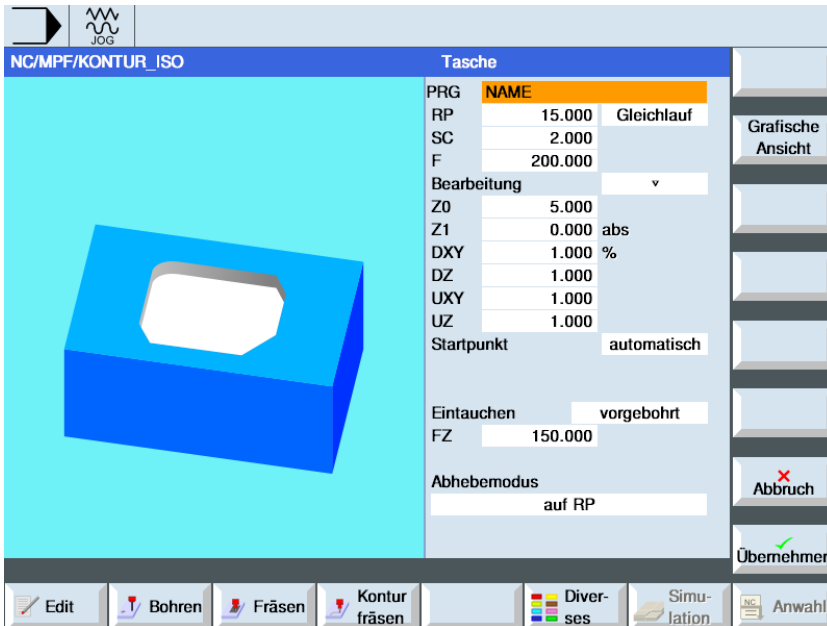 JOG
NC/MPF/KONTUR_ISO
Tasche
PRG NAME
RP 15.000 Gleichlauf
SC 2.000
F 200.000
Bearbeitung ▿
Z0 5.000
Z1 0.000 abs
DXY 1.000 %
DZ 1.000
UXY 1.000
UZ 1.000
Startpunkt automatisch
Eintauchen vorgebohrt
FZ 150.000
Abhebemodus
auf RP
Grafische
Ansicht
Abbruch
Übernehmen
Edit
Bohren
Fräsen
Kontur
fräsen
Diver-
ses
Simu-
lation
NC
Anwahl